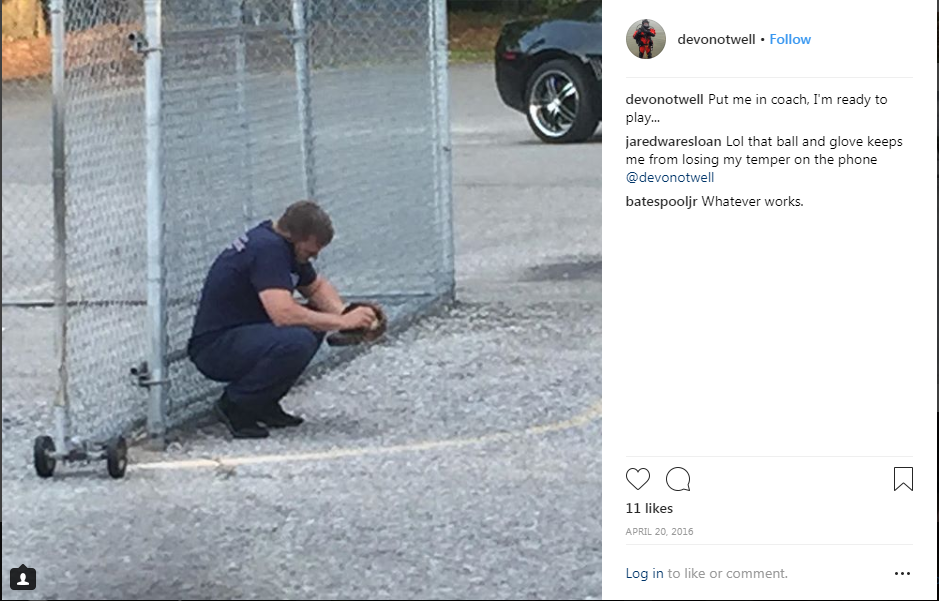 devonotwell • Follow
devonotwell Put me in coach, I'm ready to
play...
jaredwaresloan Lol that ball and glove keeps
me from losing my temper on the phone
@devonotwell
batespooljr Whatever works.
11 likes
APRIL 20, 2016
Log in to like or comment.